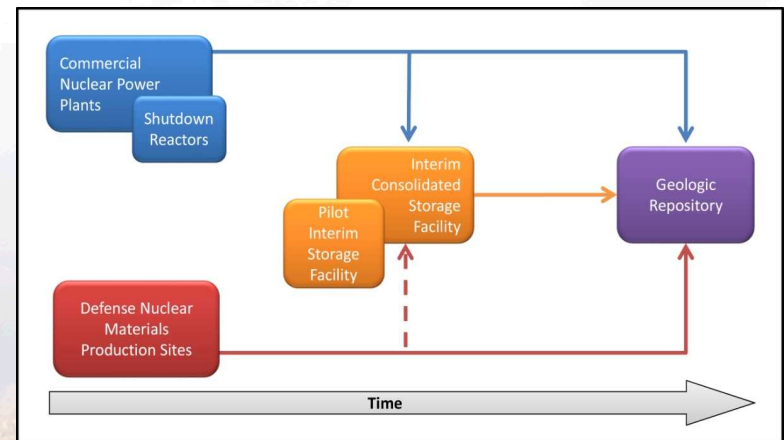 Commercial
Nuclear Power
Plants
Shutdown
Reactors
Interim
Consolidated
Storage
Facility
Pilot
Interim
Storage
Facility
Geologic
Repository
Defense Nuclear
Materials
Production Sites
Time